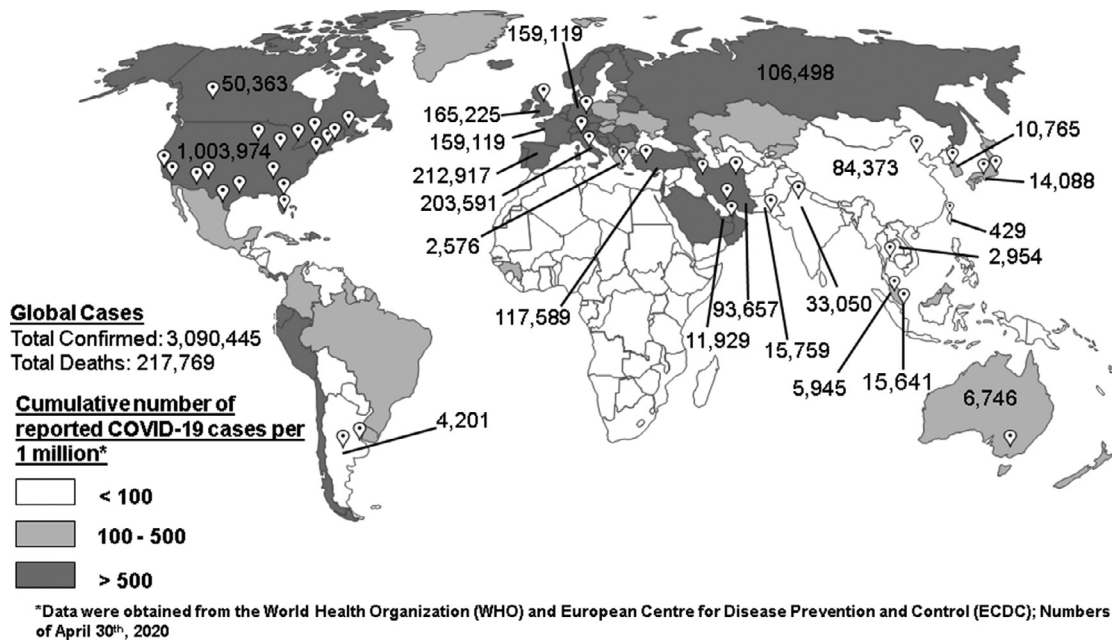 159,119
50,363
106,498
165,225
10,765
159,119
1,003,974
84,373
212,917
14,088
203,591
429
2,576
2,954
Global Cases
117,589
93,657
33,050
Total Confirmed: 3,090,445
11,929
15,759
Total Deaths: 217,769
5,945
15,641
6,746
Cumulative number of
reported COVID-19 cases per
1 million*
4,201
< 100
100 - 500
> 500
*Data were obtained from the World Health Organization (WHO) and European Centre for Disease Prevention and Control (ECDC); Numbers
of April 30th, 2020